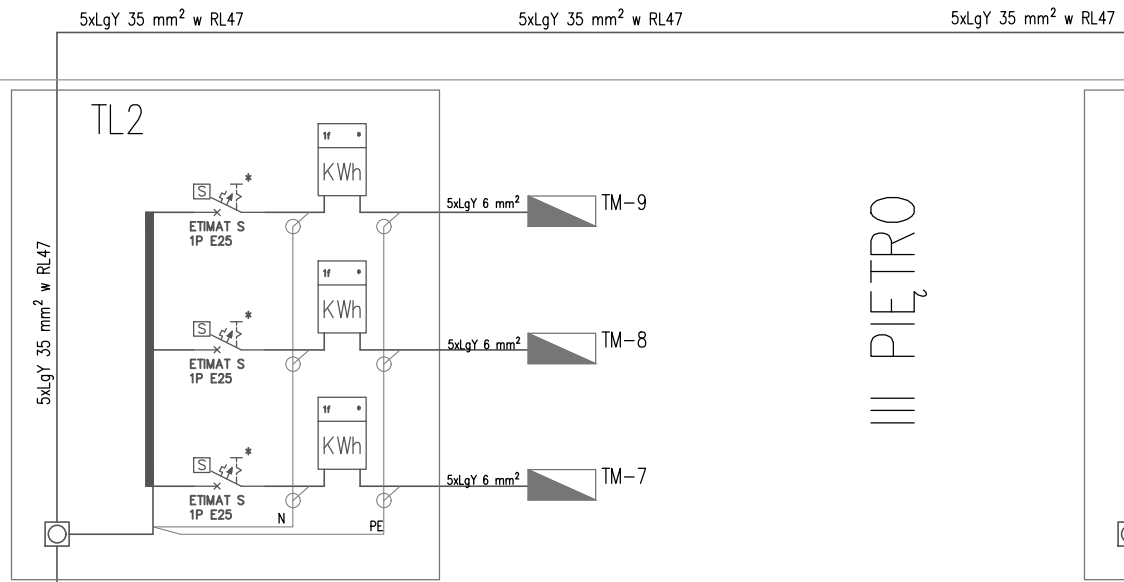 5xLgY 35 mm² w RL47
5xLgY 35 mm² w RL47
5xLgY 35 mm² w RL47
TL2
1f *
KWh
S *
ETIMAT S
1P E25
5xLgY 6 mm²
TM-9
1f *
KWh
S *
ETIMAT S
1P E25
5xLgY 6 mm²
TM-8
1f *
KWh
S *
ETIMAT S
1P E25
5xLgY 6 mm²
TM-7
N
PE
5xLgY 35 mm² w RL47
III PIĘTRO